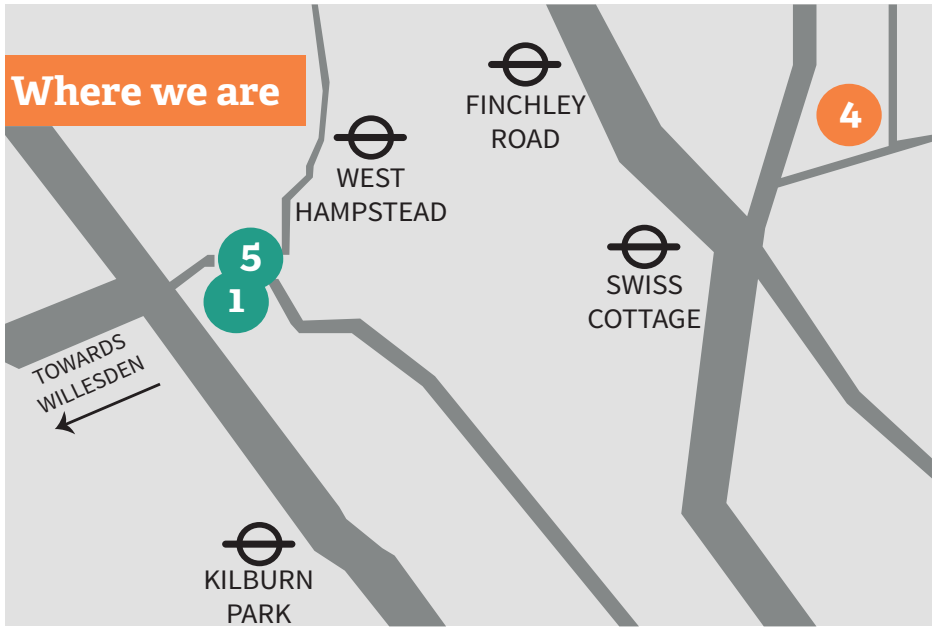 Where we are
FINCHLEY
ROAD
4
WEST
HAMPSTEAD
5
1
SWISS
COTTAGE
TOWARDS
WILLESDEN
KILBURN
PARK